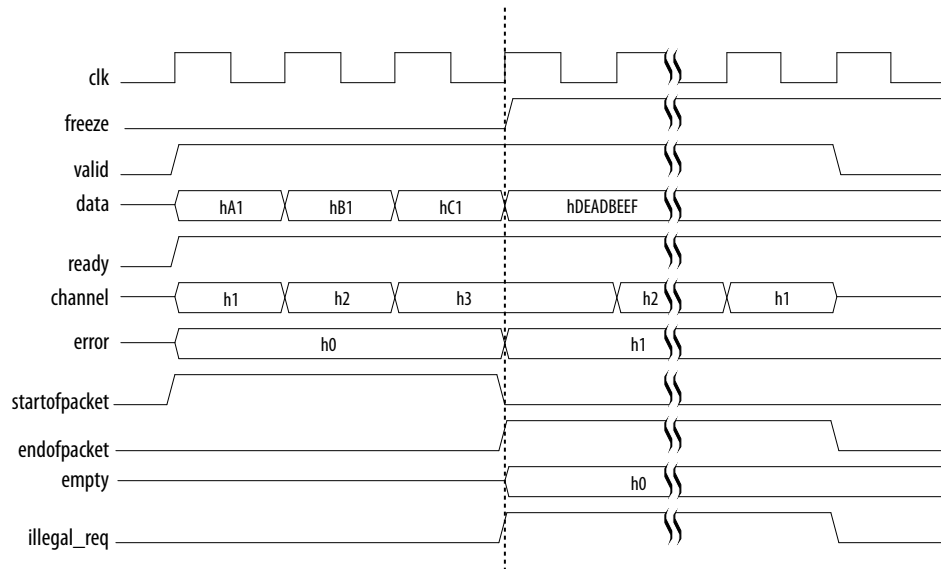 clk
freeze
valid
data hA1 hB1 hC1 hDEADBEEF
ready
channel h1 h2 h3 h2 h1
error h0 h1
startofpacket
endofpacket
empty h0
illegal_req